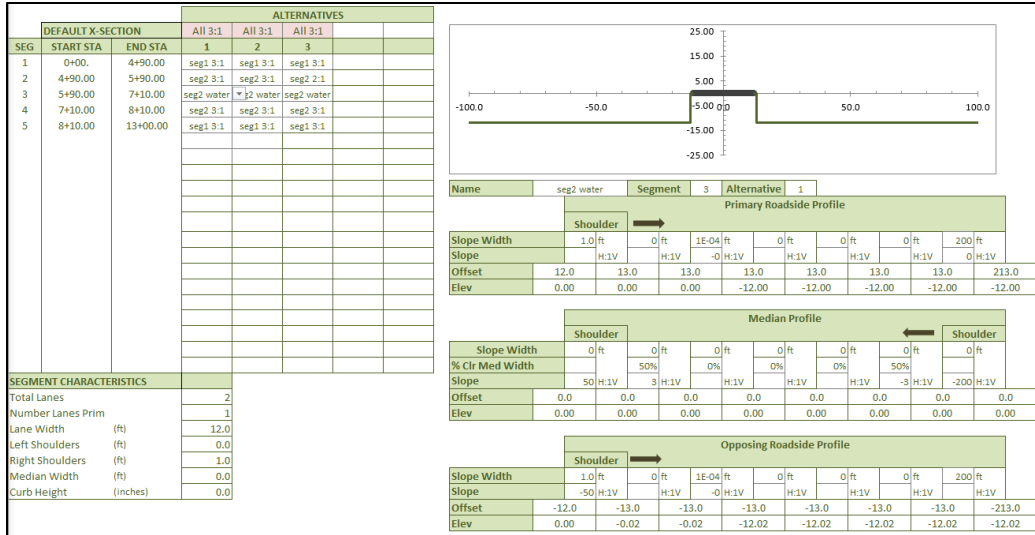 ALTERNATIVES
DEFAULT X-SECTION All 3:1 All 3:1 All 3:1
SEG START STA END STA 1 2 3
1 0+00. 4+90.00 seg1 3:1 seg1 3:1 seg1 3:1
2 4+90.00 5+90.00 seg2 3:1 seg2 3:1 seg2 2:1
3 5+90.00 7+10.00 seg2 water water seg2 water
4 7+10.00 8+10.00 seg2 3:1 seg2 3:1 seg2 3:1
5 8+10.00 13+00.00 seg1 3:1 seg1 3:1 seg1 3:1
SEGMENT CHARACTERISTICS
Total Lanes 2
Number Lanes Prim 1
Lane Width (ft) 12.0
Left Shoulders (ft) 0.0
Right Shoulders (ft) 1.0
Median Width (ft) 0.0
Curb Height (inches) 0.0
25.00
15.00
5.00
-100.0 -50.0 -5.00 0.0 50.0 100.0
-15.00
-25.00
Name seg2 water Segment 3 Alternative 1
Primary Roadside Profile
Shoulder
Slope Width 1.0 ft 0 ft 1E-04 ft 0 ft 0 ft 0 ft 200 ft
Slope H:1V H:1V -0 H:1V H:1V H:1V H:1V 0 H:1V
Offset 12.0 13.0 13.0 13.0 13.0 13.0 13.0 213.0
Elev 0.00 0.00 0.00 -12.00 -12.00 -12.00 -12.00 -12.00
Median Profile
Shoulder Shoulder
Slope Width 0 ft 0 ft 0 ft 0 ft 0 ft 0 ft 0 ft
% Clr Med Width 50% 0% 0% 0% 50%
Slope 50 H:1V 3 H:1V H:1V H:1V H:1V -3 H:1V -200 H:1V
Offset 0.0 0.0 0.0 0.0 0.0 0.0 0.0 0.0
Elev 0.00 0.00 0.00 0.00 0.00 0.00 0.00 0.00
Opposing Roadside Profile
Shoulder
Slope Width 1.0 ft 0 ft 1E-04 ft 0 ft 0 ft 0 ft 200 ft
Slope -50 H:1V H:1V -0 H:1V H:1V H:1V H:1V H:1V
Offset -12.0 -13.0 -13.0 -13.0 -13.0 -13.0 -13.0 -213.0
Elev 0.00 -0.02 -0.02 -12.02 -12.02 -12.02 -12.02 -12.02